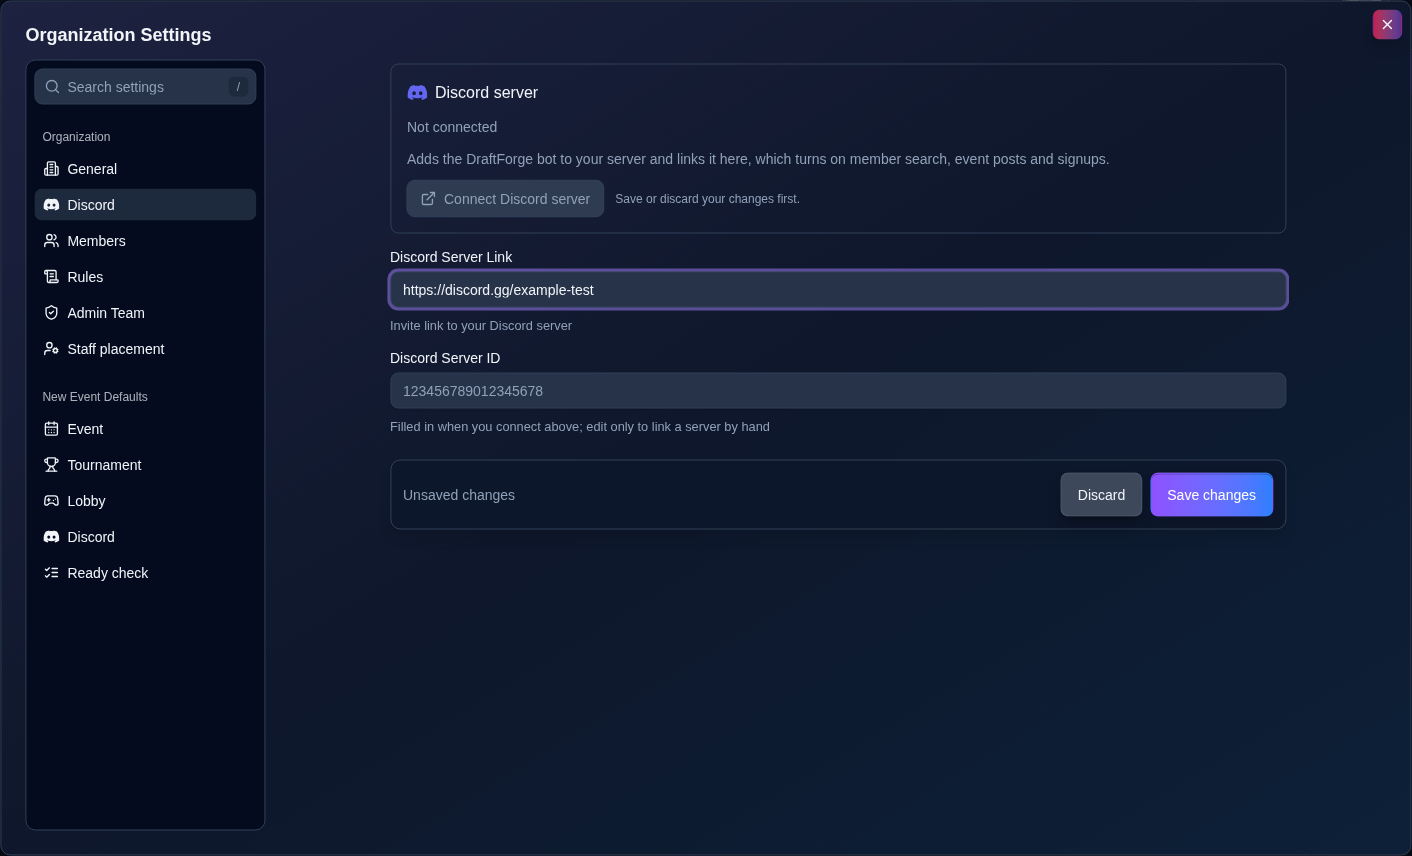 Organization Settings
Search settings /
Organization
General
Discord
Members
Rules
Admin Team
Staff placement
New Event Defaults
Event
Tournament
Lobby
Discord
Ready check
Discord server
Not connected
Adds the DraftForge bot to your server and links it here, which turns on member search, event posts and signups.
Connect Discord server Save or discard your changes first.
Discord Server Link
https://discord.gg/example-test
Invite link to your Discord server
Discord Server ID
123456789012345678
Filled in when you connect above; edit only to link a server by hand
Unsaved changes Discard Save changes